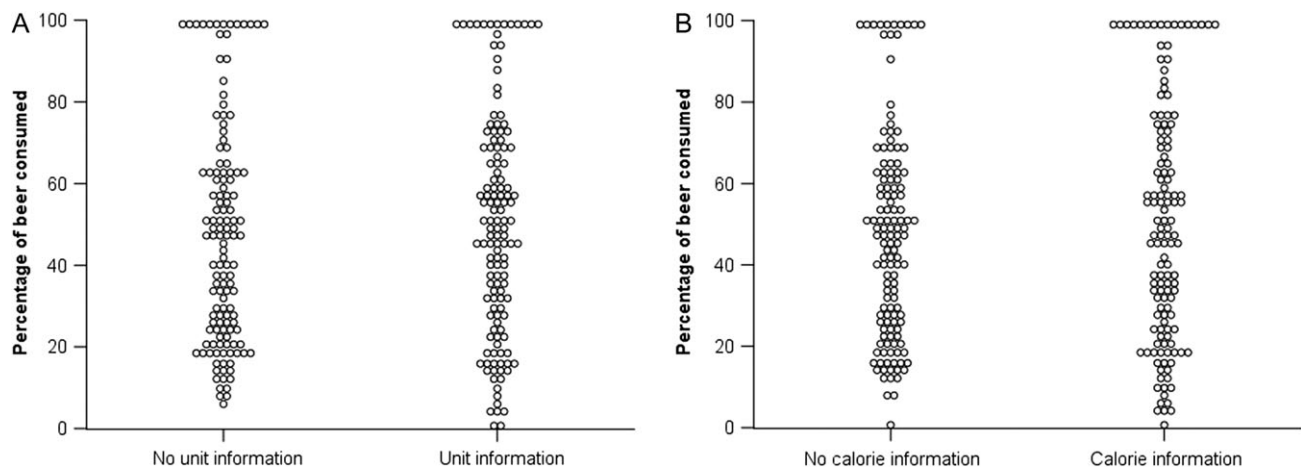 A
Percentage of beer consumed
100
80
60
40
20
0
No unit information
Unit information
B
Percentage of beer consumed
100
80
60
40
20
0
No calorie information
Calorie information